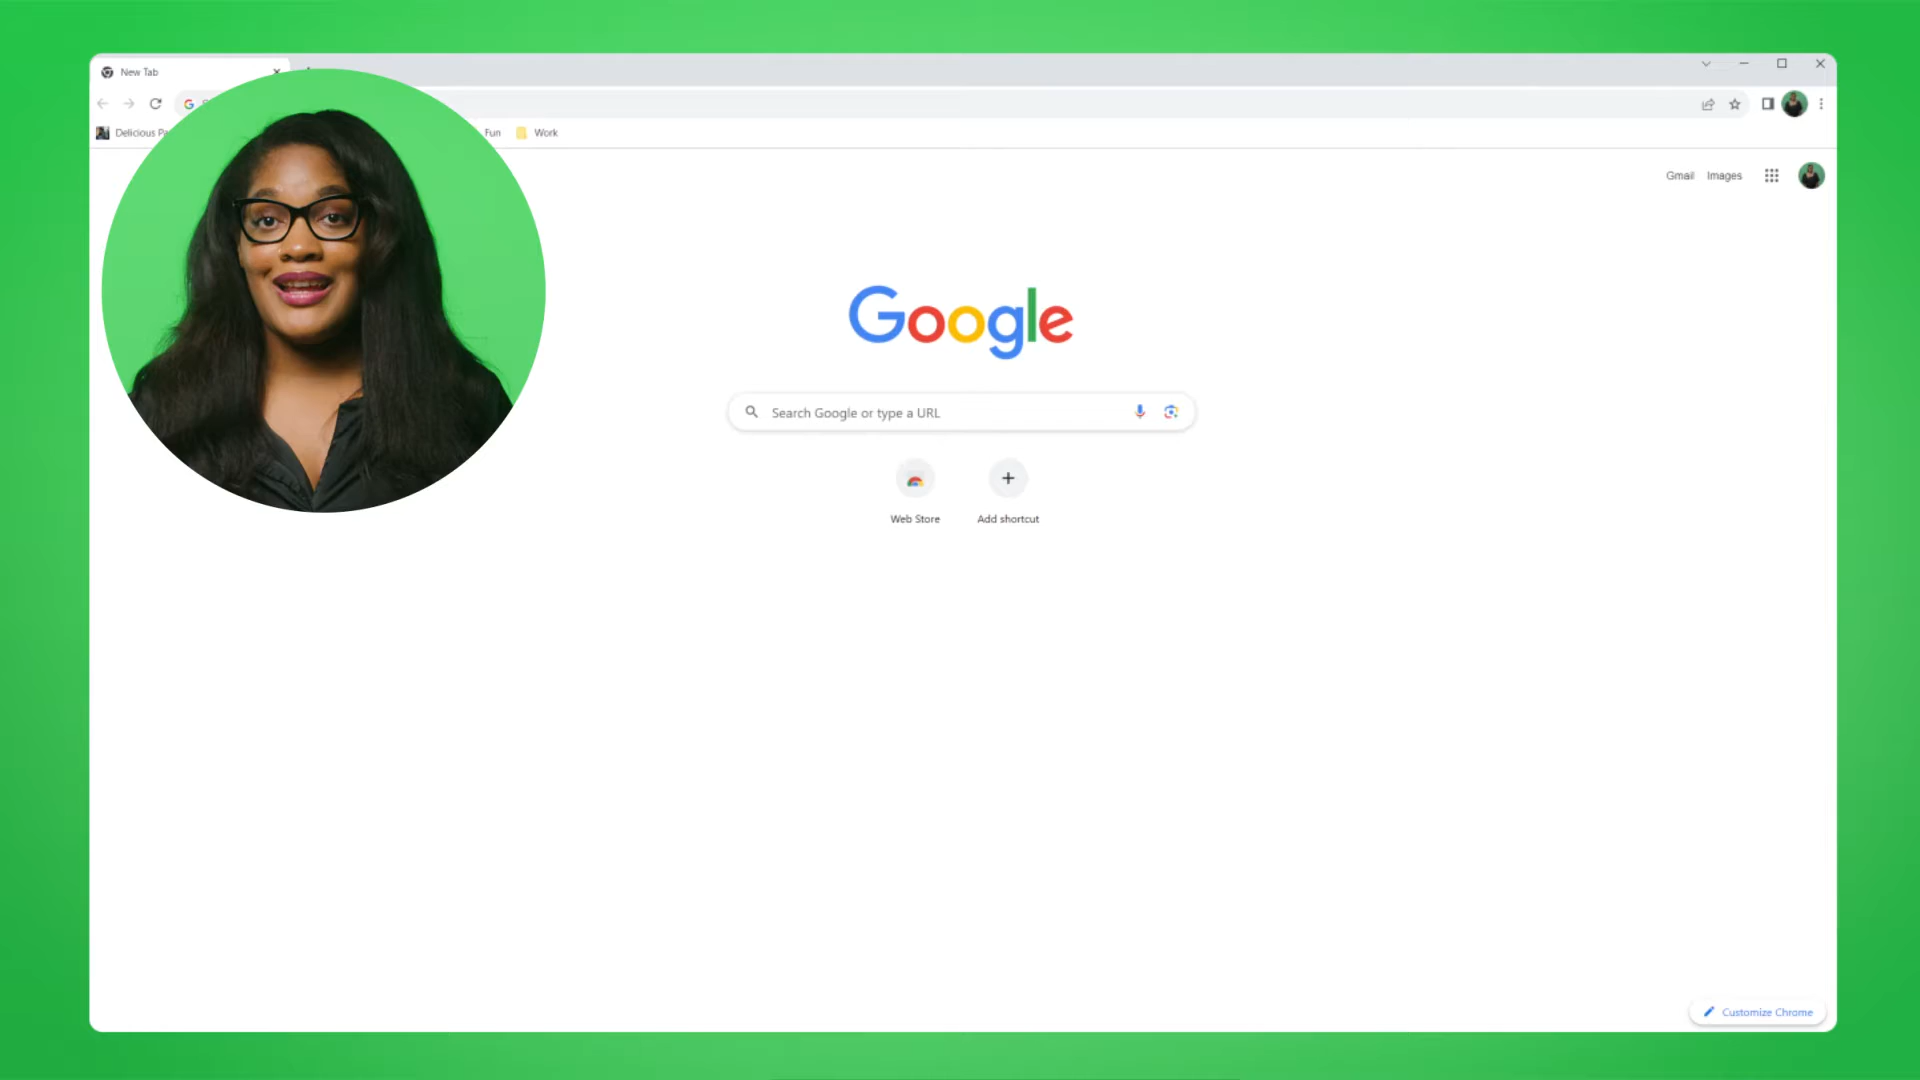 New Tab
Delicious
Fun
Work
Gmail
Images
Google
Search Google or type a URL
Web Store
Add shortcut
Customize Chrome